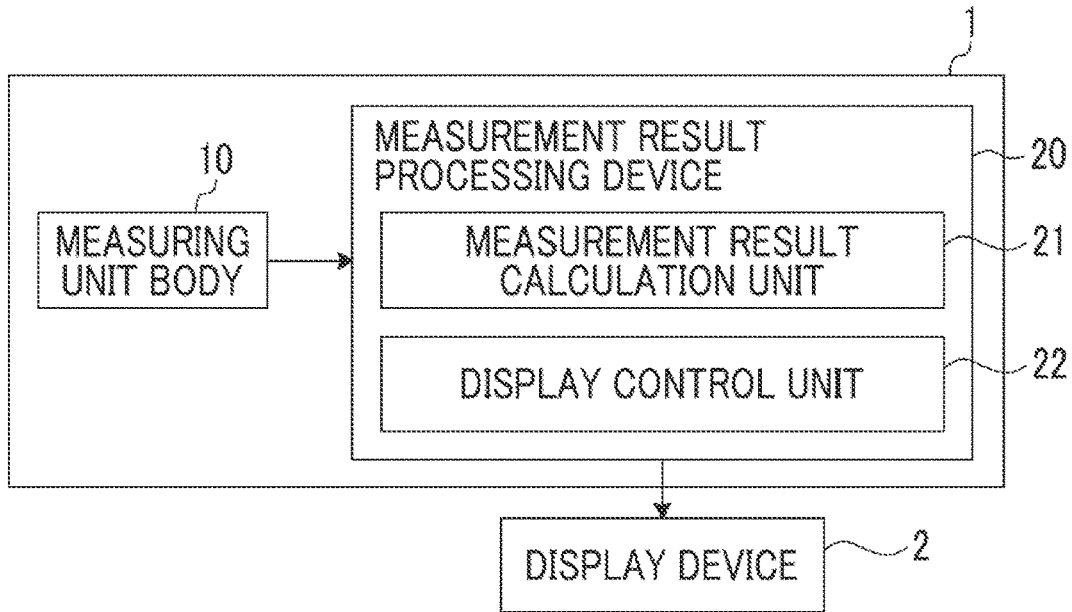 1
MEASUREMENT RESULT
PROCESSING DEVICE
20
10
MEASURING
UNIT BODY
MEASUREMENT RESULT
CALCULATION UNIT
21
DISPLAY CONTROL UNIT
22
DISPLAY DEVICE
2